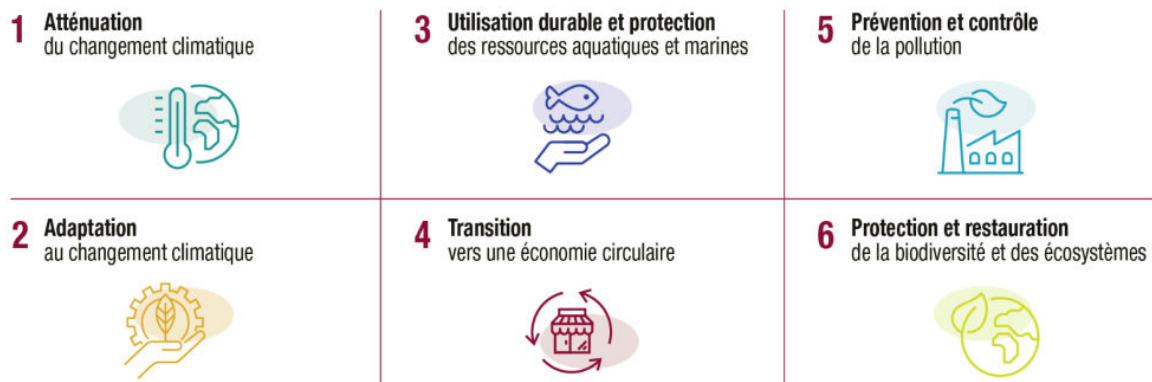 1 Atténuation
du changement climatique
2 Adaptation
au changement climatique
3 Utilisation durable et protection
des ressources aquatiques et marines
4 Transition
vers une économie circulaire
5 Prévention et contrôle
de la pollution
6 Protection et restauration
de la biodiversité et des écosystèmes